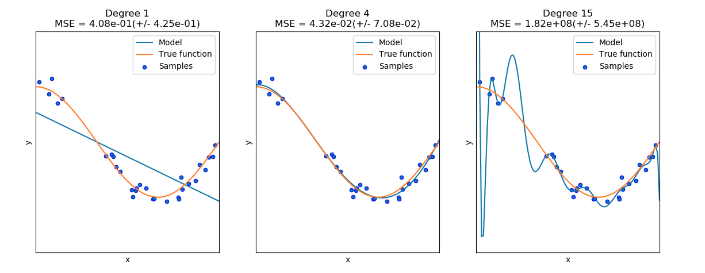 Degree 1
MSE = 4.08e-01(+/- 4.25e-01)
Model
True function
Samples
y
x
Degree 4
MSE = 4.32e-02(+/- 7.08e-02)
Model
True function
Samples
y
x
Degree 15
MSE = 1.82e+08(+/- 5.45e+08)
Model
True function
Samples
y
x